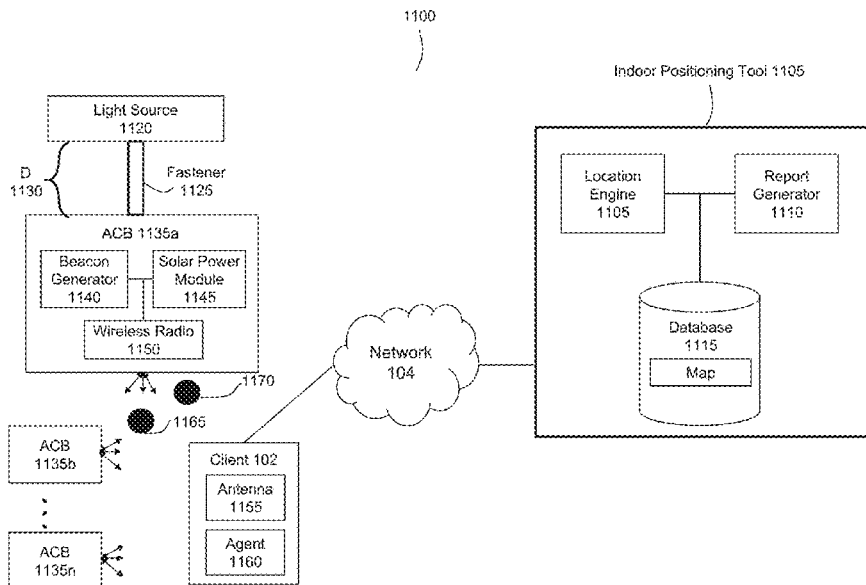 1100
Indoor Positioning Tool 1105
Light Source
1120
D
1130
Fastener
1125
Location
Engine
1105
Report
Generator
1110
ACB 1135a
Beacon
Generator
1140
Solar Power
Module
1145
Wireless Radio
1150
Database
1115
Map
Network
104
1170
1165
ACB
1135b
Client 102
Antenna
1155
Agent
1160
ACB
1135n